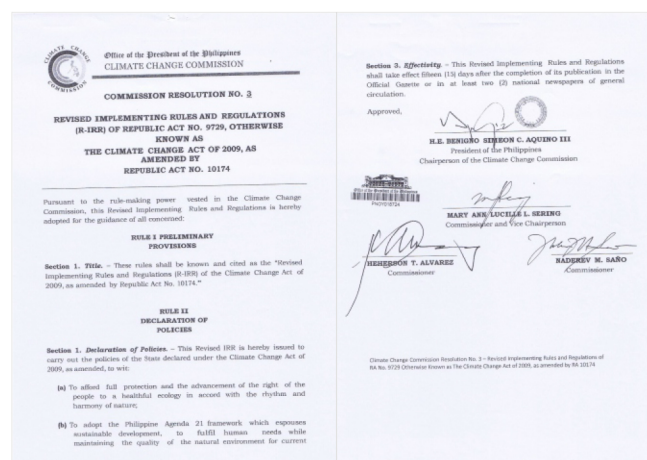 CLIMATE CHANGE COMMISSION
Office of the President of the Philippines
CLIMATE CHANGE COMMISSION
COMMISSION RESOLUTION NO. 3
REVISED IMPLEMENTING RULES AND REGULATIONS
(R-IRR) OF REPUBLIC ACT NO. 9729, OTHERWISE
KNOWN AS
THE CLIMATE CHANGE ACT OF 2009, AS
AMENDED BY
REPUBLIC ACT NO. 10174
Pursuant to the rule-making power vested in the Climate Change
Commission, this Revised Implementing Rules and Regulations is hereby
adopted for the guidance of all concerned:
RULE I PRELIMINARY
PROVISIONS
Section 1. Title. – These rules shall be known and cited as the "Revised
Implementing Rules and Regulations (R-IRR) of the Climate Change Act of
2009, as amended by Republic Act No. 10174."
RULE II
DECLARATION OF
POLICIES
Section 1. Declaration of Policies. – This Revised IRR is hereby issued to
carry out the policies of the State declared under the Climate Change Act of
2009, as amended, to wit:
(a) To afford full protection and the advancement of the right of the
people to a healthful ecology in accord with the rhythm and
harmony of nature;
(b) To adopt the Philippine Agenda 21 framework which espouses
sustainable development, to fulfil human needs while
maintaining the quality of the natural environment for current
Section 3. Effectivity. – This Revised Implementing Rules and Regulations
shall take effect fifteen (15) days after the completion of its publication in the
Official Gazette or in at least two (2) national newspapers of general
circulation.
Approved,
H.E. BENIGNO SIMEON C. AQUINO III
President of the Philippines
Chairperson of the Climate Change Commission
Office of the President of the Philippines
MARY ANN LUCILLE L. SERING
Commissioner and Vice Chairperson
HEHERSON T. ALVAREZ
Commissioner
NADEREV M. SAÑO
Commissioner
Climate Change Commission Resolution No. 3 – Revised Implementing Rules and Regulations of
RA No. 9729 Otherwise Known as The Climate Change Act of 2009, as amended by RA 10174